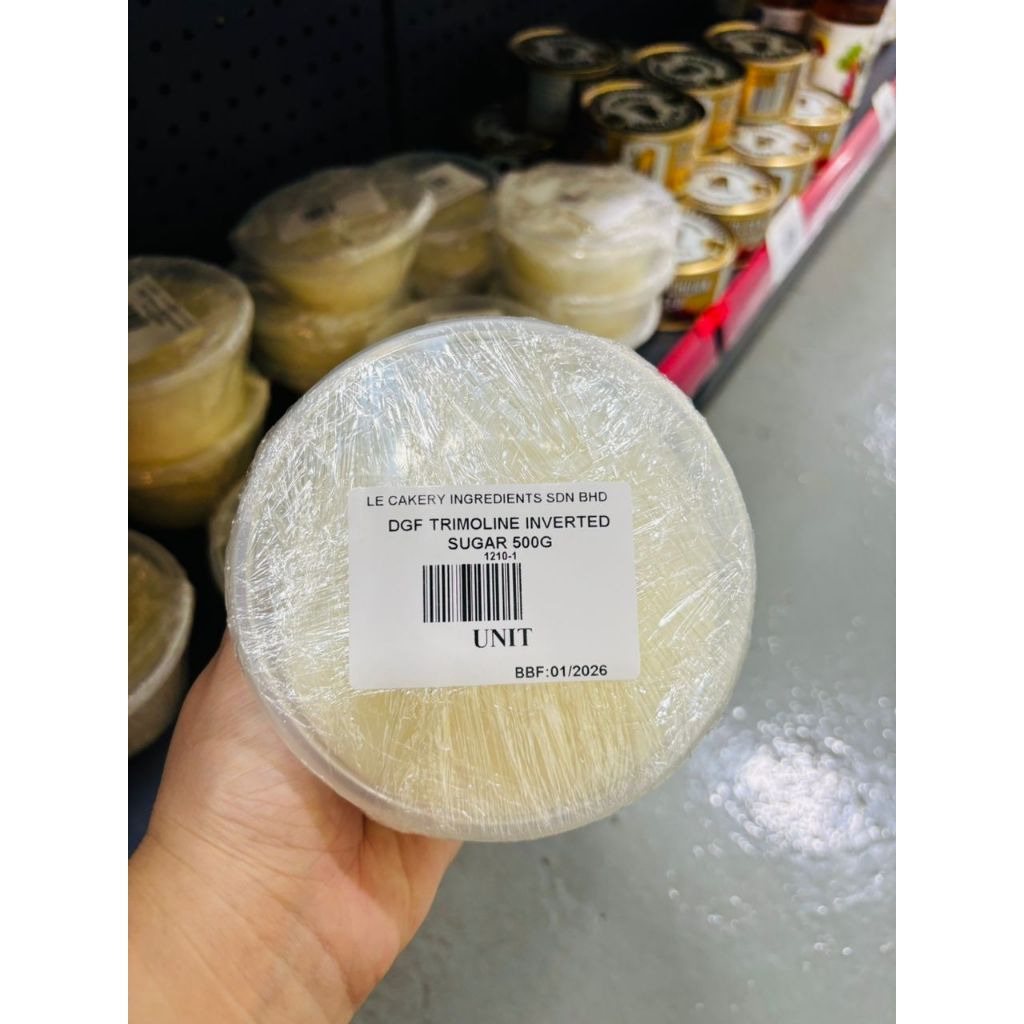 LE CAKERY INGREDIENTS SDN BHD
DGF TRIMOLINE INVERTED
SUGAR 500G
1210-1
UNIT
BBF:01/2026